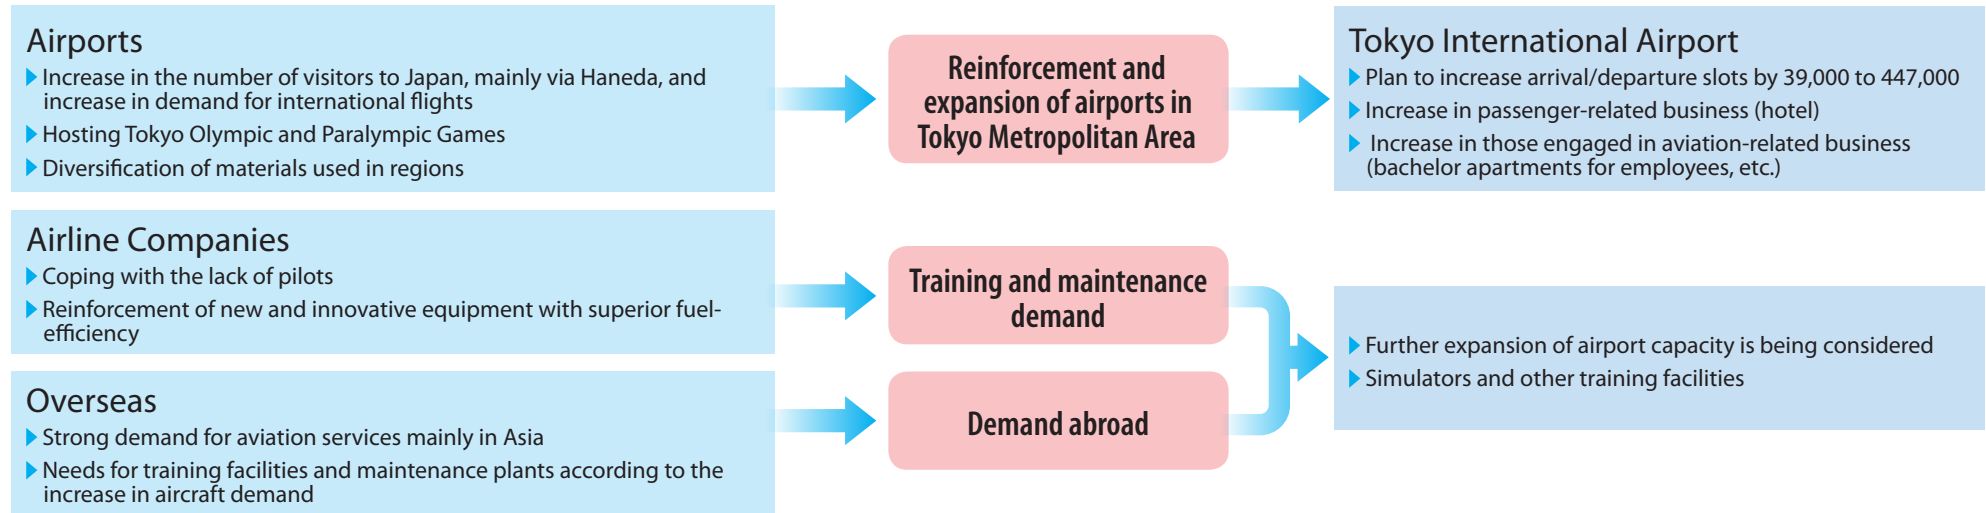 Airports
Increase in the number of visitors to Japan, mainly via Haneda, and
increase in demand for international flights
Hosting Tokyo Olympic and Paralympic Games
Diversification of materials used in regions
Reinforcement and
expansion of airports in
Tokyo Metropolitan Area
Tokyo International Airport
Plan to increase arrival/departure slots by 39,000 to 447,000
Increase in passenger-related business (hotel)
Increase in those engaged in aviation-related business
(bachelor apartments for employees, etc.)
Airline Companies
Coping with the lack of pilots
Reinforcement of new and innovative equipment with superior fuel-
efficiency
Training and maintenance
demand
Overseas
Strong demand for aviation services mainly in Asia
Needs for training facilities and maintenance plants according to the
increase in aircraft demand
Demand abroad
Further expansion of airport capacity is being considered
Simulators and other training facilities